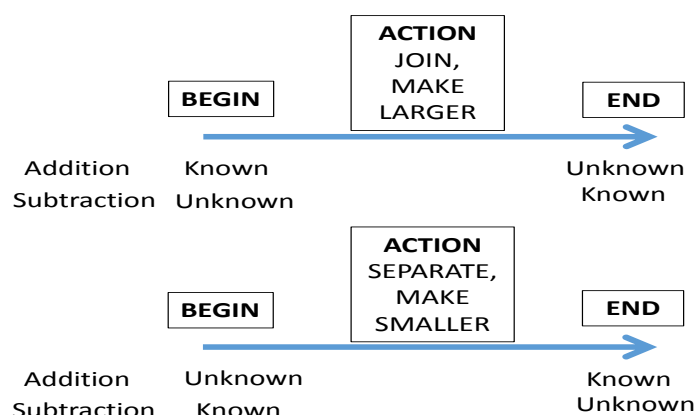 ACTION
JOIN,
MAKE
LARGER
BEGIN
END
Addition Known Unknown
Subtraction Unknown Known
ACTION
SEPARATE,
MAKE
SMALLER
BEGIN
END
Addition Unknown Known
Subtraction Known Unknown